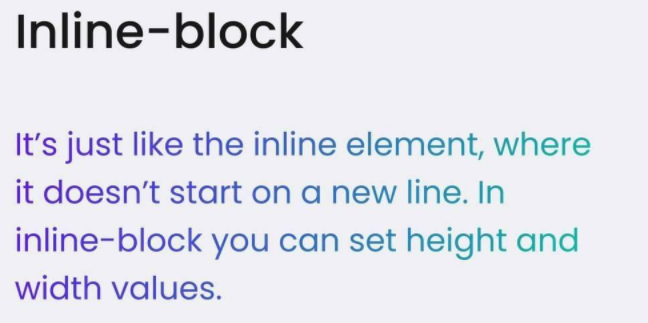 Inline-block
It’s just like the inline element, where
it doesn’t start on a new line. In
inline-block you can set height and
width values.